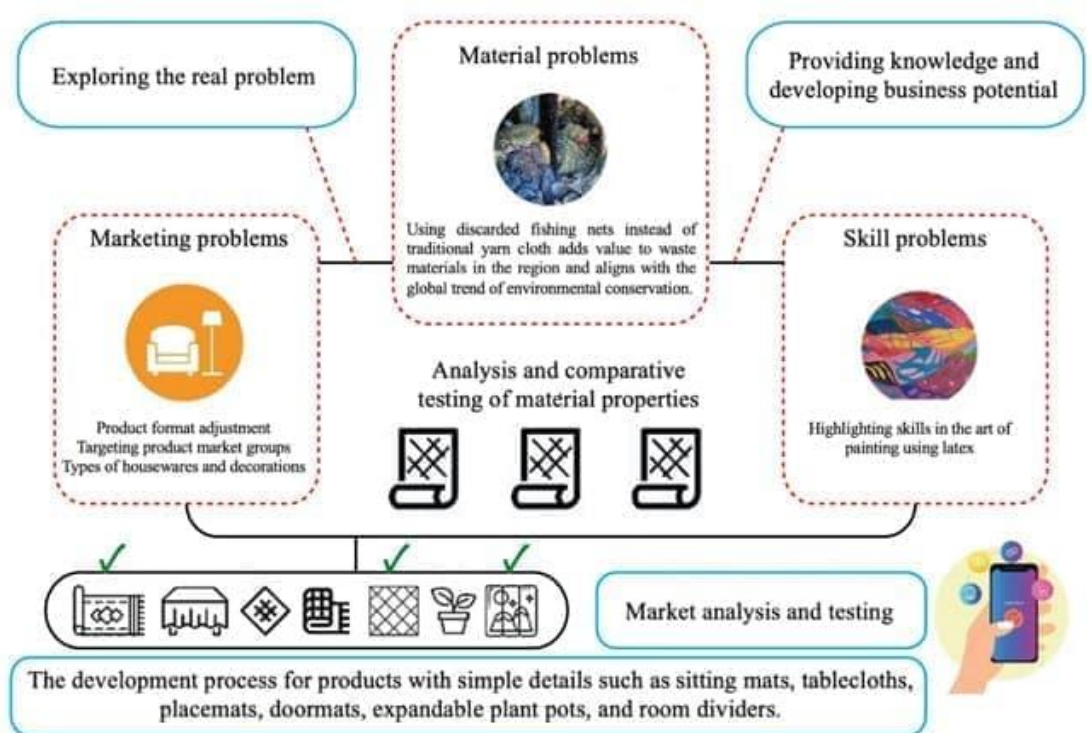 Exploring the real problem
Material problems
Providing knowledge and
developing business potential
Marketing problems
Using discarded fishing nets instead of
traditional yarn cloth adds value to waste
materials in the region and aligns with the
global trend of environmental conservation.
Skill problems
Product format adjustment
Targeting product market groups
Types of housewares and decorations
Analysis and comparative
testing of material properties
Highlighting skills in the art of
painting using latex
Market analysis and testing
The development process for products with simple details such as sitting mats, tablecloths,
placemats, doormats, expandable plant pots, and room dividers.